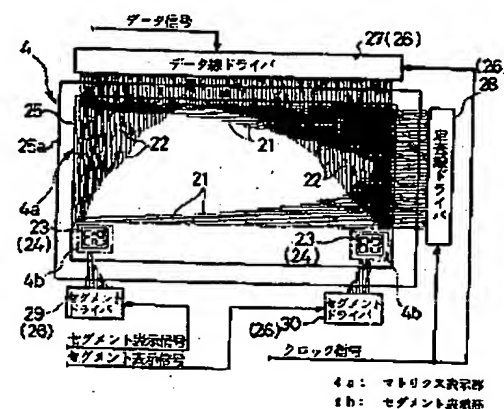 データ信号
27(26)
データ線ドライバ
4
(26)
28
25
25a
4a
22
21
22
21
走査線ドライバ
23
(24)
4b
23
(24)
4b
29
(26)
セグメント
ドライバ
セグメント
ドライバ
(26)
30
セグメント表示信号
セグメント表示信号
クロック信号
4a: マトリクス表示部
4b: セグメント表示部